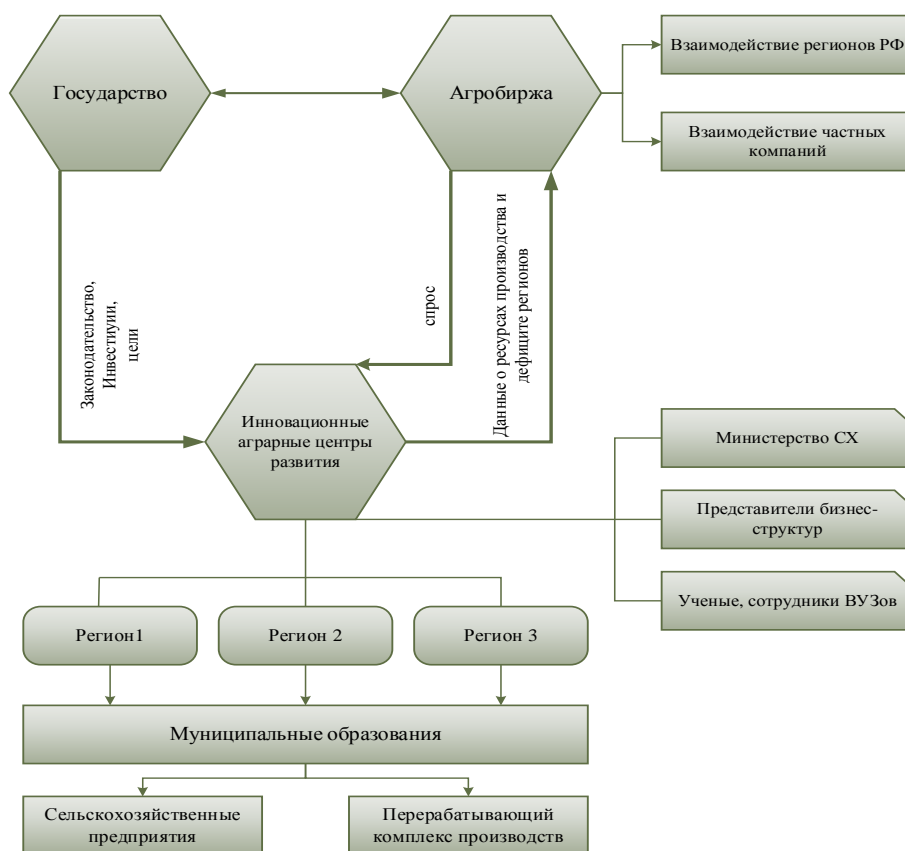 Государство
Агробиржа
Взаимодействие регионов РФ
Взаимодействие частных
компаний
Законодательство,
Инвестиуии,
цели
спрос
Данные о ресурсах производства и
дефиците регионов
Инновационные
аграрные центры
развития
Министерство СХ
Представители бизнес-
структур
Ученые, сотрудники ВУЗов
Регион1
Регион 2
Регион 3
Муниципальные образования
Сельскохозяйственные
предприятия
Перерабатывающий
комплекс производств